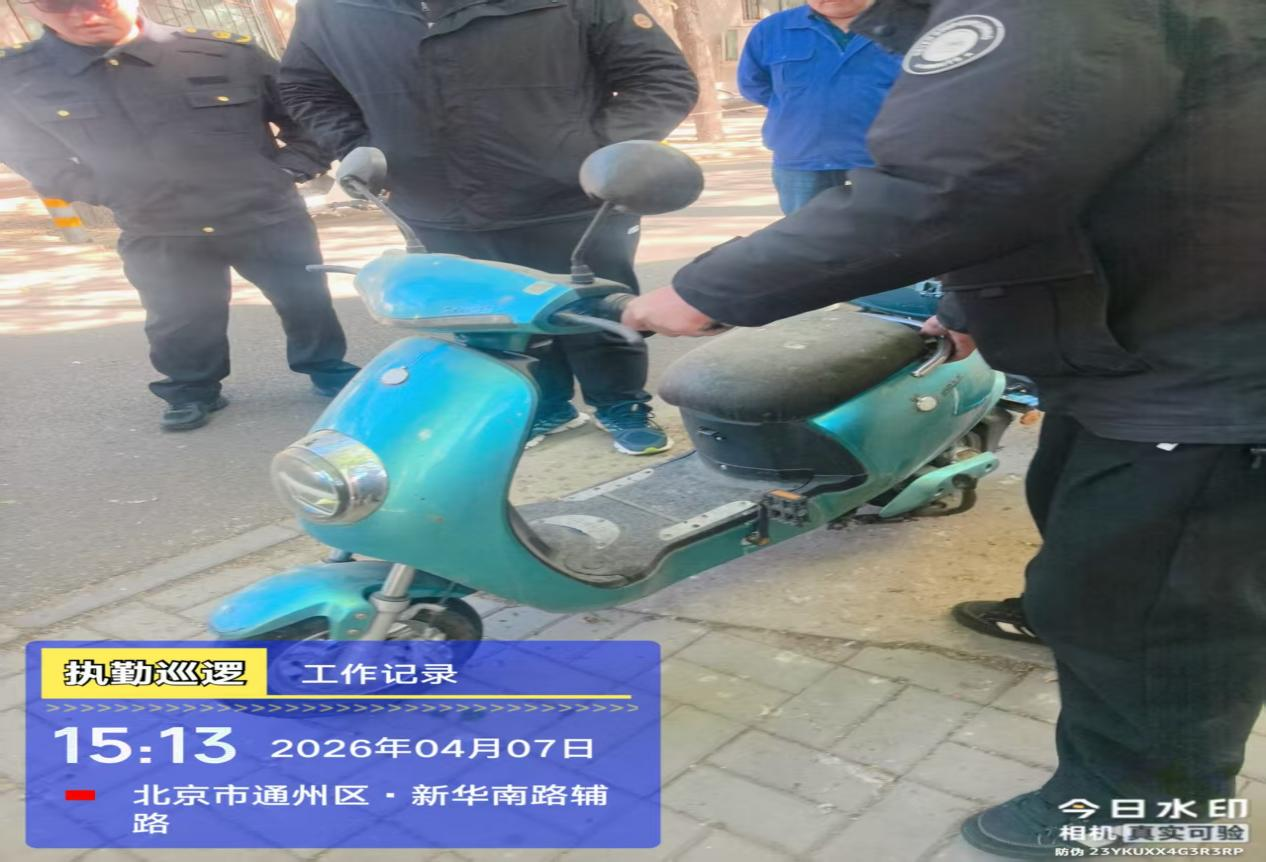 执勤巡逻
工作记录
15:13
2026年04月07日
北京市通州区·新华南路辅
路
今日水印
相机 真实可验
防伪 23YKUXX4G3R3RP